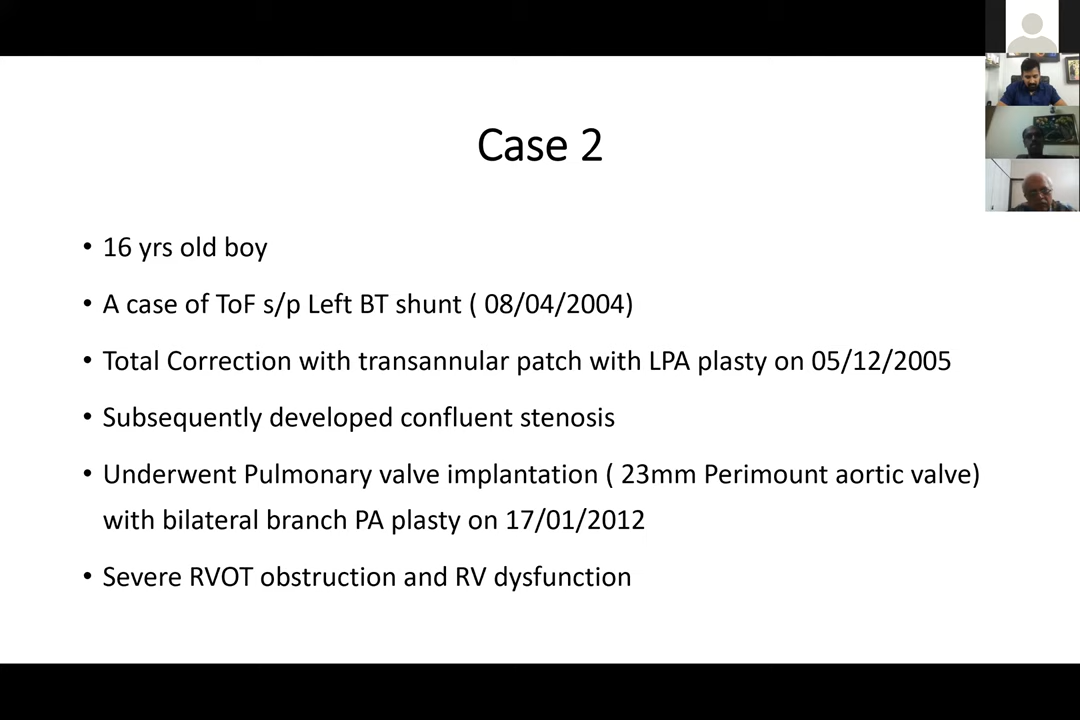 Case 2
• 16 yrs old boy
• A case of ToF s/p Left BT shunt ( 08/04/2004)
• Total Correction with transannular patch with LPA plasty on 05/12/2005
• Subsequently developed confluent stenosis
• Underwent Pulmonary valve implantation ( 23mm Perimount aortic valve)
with bilateral branch PA plasty on 17/01/2012
• Severe RVOT obstruction and RV dysfunction